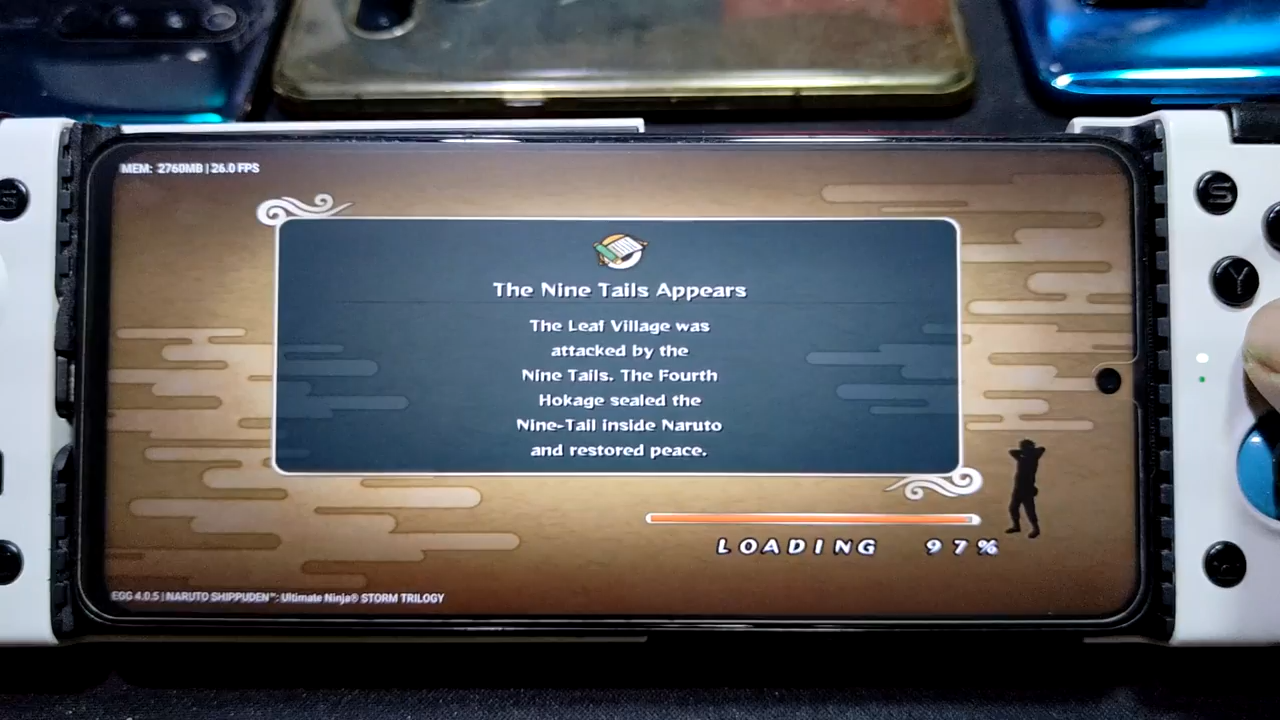 MEM: 2760MB | 26.0 FPS
The Nine Tails Appears
The Leaf Village was
attacked by the
Nine Tails. The Fourth
Hokage sealed the
Nine-Tail inside Naruto
and restored peace.
LOADING 97%
EGG 4.0.5 | NARUTO SHIPPUDEN™: Ultimate Ninja® STORM TRILOGY
S
Y